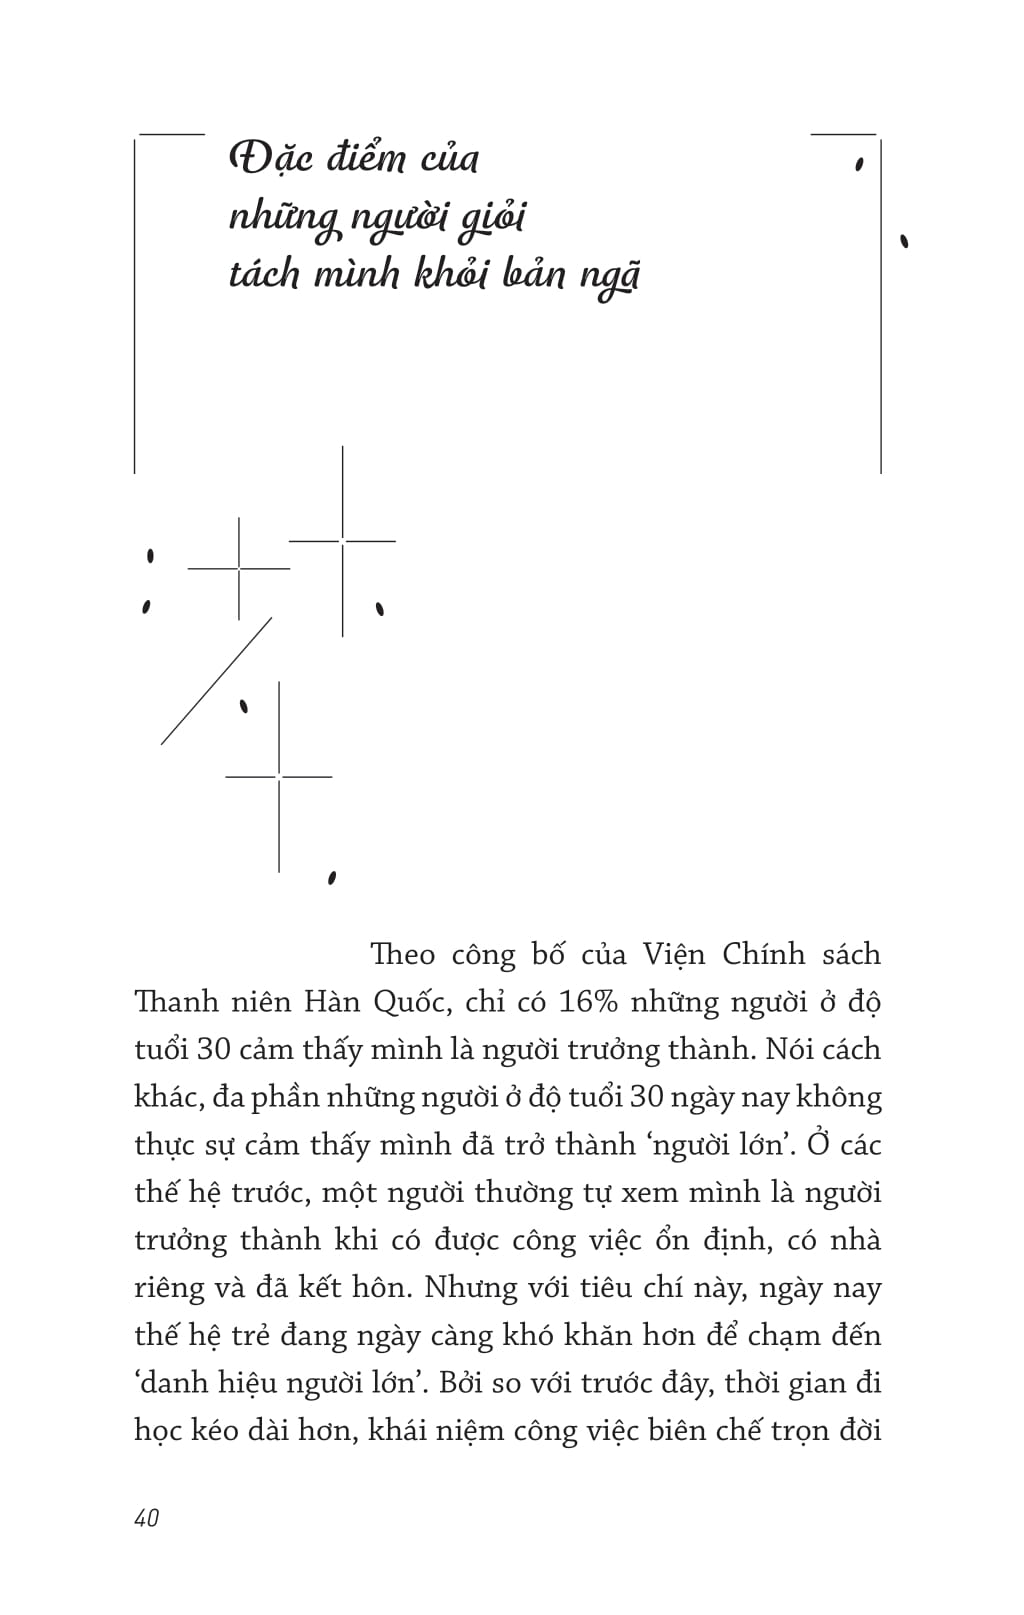 Đặc điểm của
những người giỏi
tách mình khỏi bản ngã
Theo công bố của Viện Chính sách
Thanh niên Hàn Quốc, chỉ có 16% những người ở độ
tuổi 30 cảm thấy mình là người trưởng thành. Nói cách
khác, đa phần những người ở độ tuổi 30 ngày nay không
thực sự cảm thấy mình đã trở thành ‘người lớn’. Ở các
thế hệ trước, một người thường tự xem mình là người
trưởng thành khi có được công việc ổn định, có nhà
riêng và đã kết hôn. Nhưng với tiêu chí này, ngày nay
thế hệ trẻ đang ngày càng khó khăn hơn để chạm đến
‘danh hiệu người lớn’. Bởi so với trước đây, thời gian đi
học kéo dài hơn, khái niệm công việc biên chế trọn đời
40